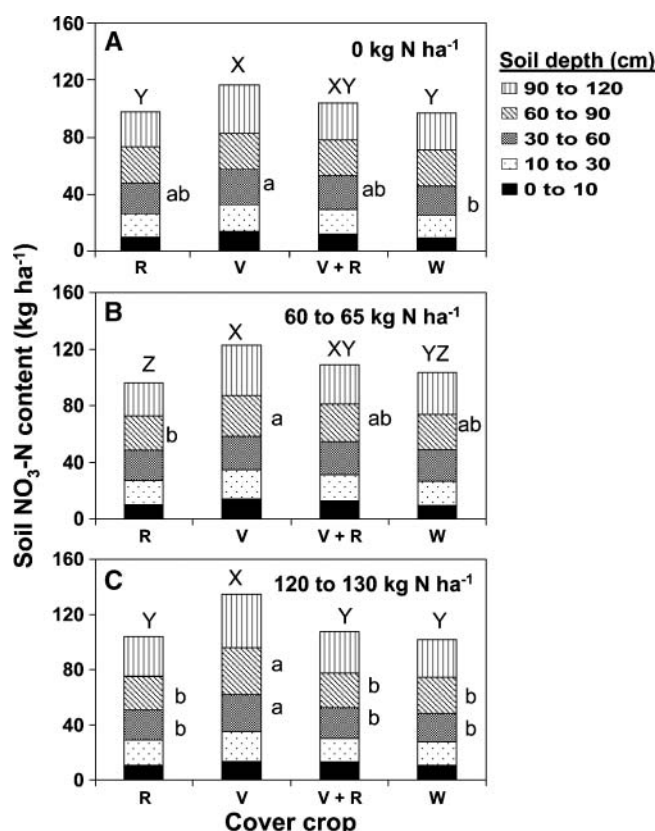 Soil NO₃-N content (kg ha⁻¹)
A
0 kg N ha⁻¹
160
120
80
40
0
Y
X
XY
Y
ab
a
ab
b
R
V
V + R
W
Soil depth (cm)
90 to 120
60 to 90
30 to 60
10 to 30
0 to 10
B
60 to 65 kg N ha⁻¹
160
120
80
40
0
Z
X
XY
YZ
b
a
ab
ab
R
V
V + R
W
C
120 to 130 kg N ha⁻¹
160
120
80
40
0
Y
X
Y
Y
b
a
b
b
b
a
b
b
R
V
V + R
W
Cover crop